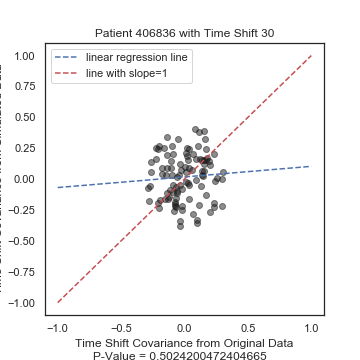 Patient 406836 with Time Shift 30
linear regression line
line with slope=1
1.00
0.75
0.50
0.25
0.00
−0.25
−0.50
−0.75
−1.00
−1.0
−0.5
0.0
0.5
1.0
Time Shift Covariance from Original Data
P-Value = 0.5024200472404665